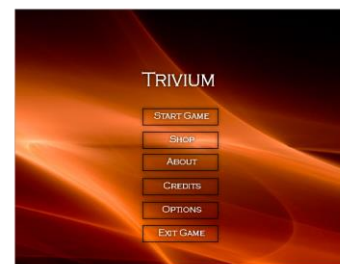 TRIVIUM
START GAME
SHOP
ABOUT
CREDITS
OPTIONS
EXIT GAME